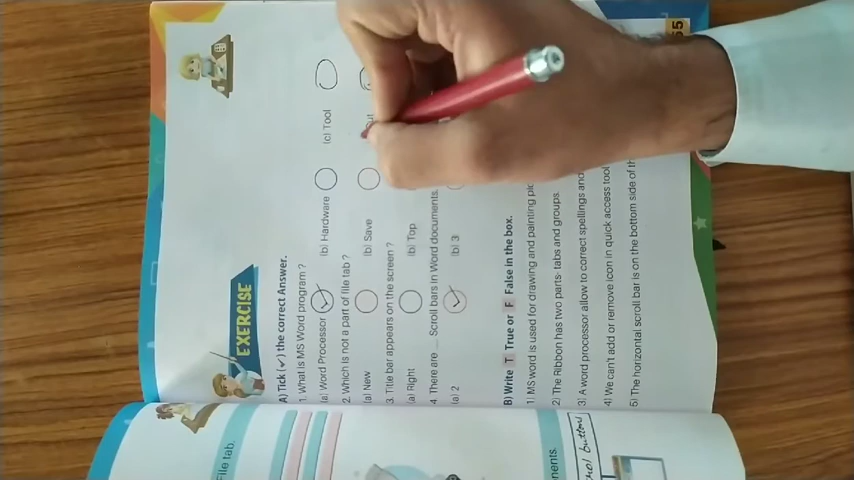 EXERCISE
A) Tick (✓) the correct Answer.
1. What is MS Word program ?
(a) Word Processor (b) Hardware (c) Tool
2. Which is not a part of file tab ?
(a) New (b) Save
3. Title bar appears on the screen ?
(a) Right (b) Top
4. There are ... Scroll bars in Word documents.
(a) 2 (b) 3
B) Write T True or F False in the box.
1) MS word is used for drawing and painting
2) The Ribbon has two parts- tabs and groups.
3) A word processor allow to correct spellings and
4) We can't add or remove icon in quick access
5) The horizontal scroll bar is on the bottom side of
55
File tab.
nents.
button